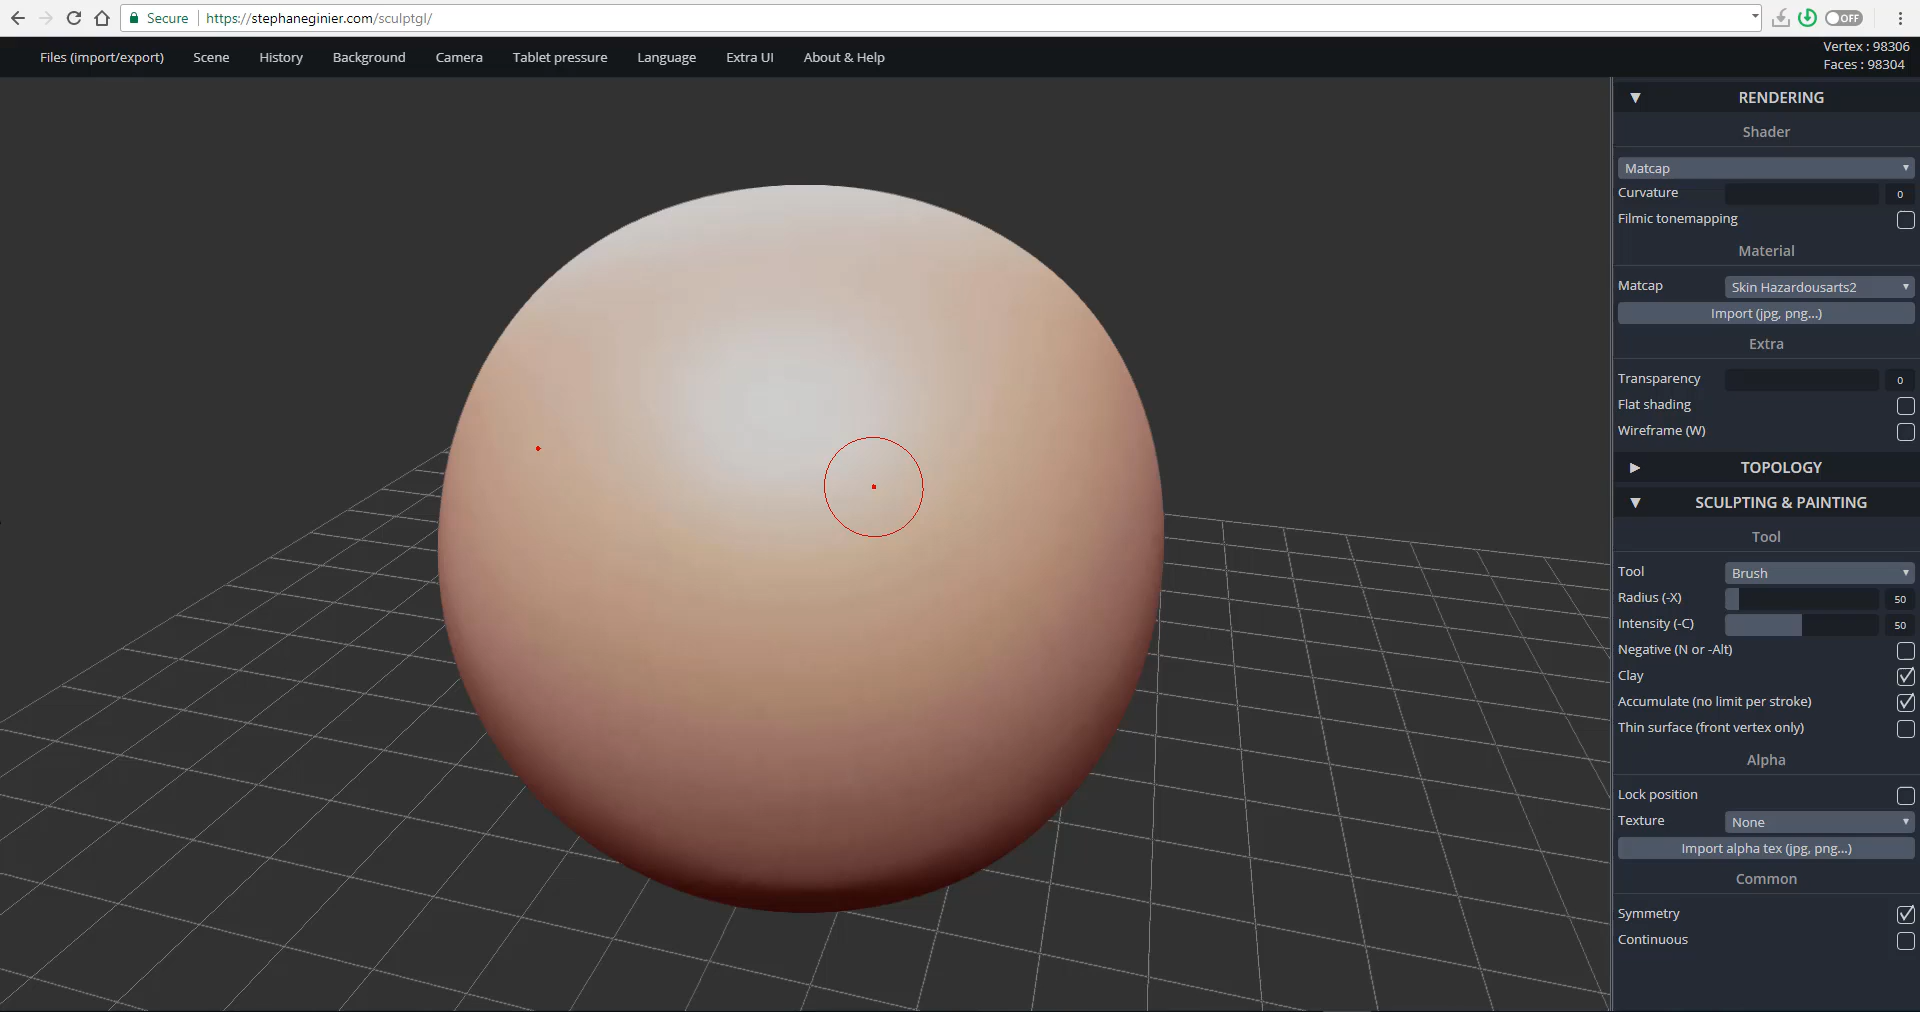 Secure https://stephaneginier.com/sculptgl/
OFF
Files (import/export) Scene History Background Camera Tablet pressure Language Extra UI About & Help
Vertex : 98306
Faces : 98304
RENDERING
Shader
Matcap
Curvature 0
Filmic tonemapping
Material
Matcap Skin Hazardousarts2
Import (jpg, png...)
Extra
Transparency 0
Flat shading
Wireframe (W)
TOPOLOGY
SCULPTING & PAINTING
Tool
Tool Brush
Radius (-X) 50
Intensity (-C) 50
Negative (N or -Alt)
Clay
Accumulate (no limit per stroke)
Thin surface (front vertex only)
Alpha
Lock position
Texture None
Import alpha tex (jpg, png...)
Common
Symmetry
Continuous